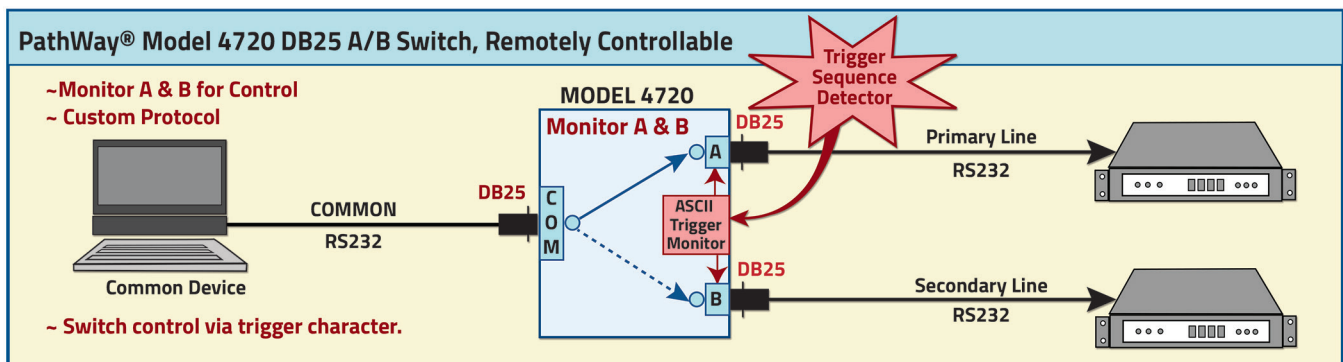 PathWay® Model 4720 DB25 A/B Switch, Remotely Controllable
~Monitor A & B for Control
~ Custom Protocol
Trigger
Sequence
Detector
MODEL 4720
Monitor A & B
DB25
A
Primary Line
RS232
DB25
C
O
M
COMMON
RS232
ASCII
Trigger
Monitor
Common Device
DB25
B
Secondary Line
RS232
~ Switch control via trigger character.